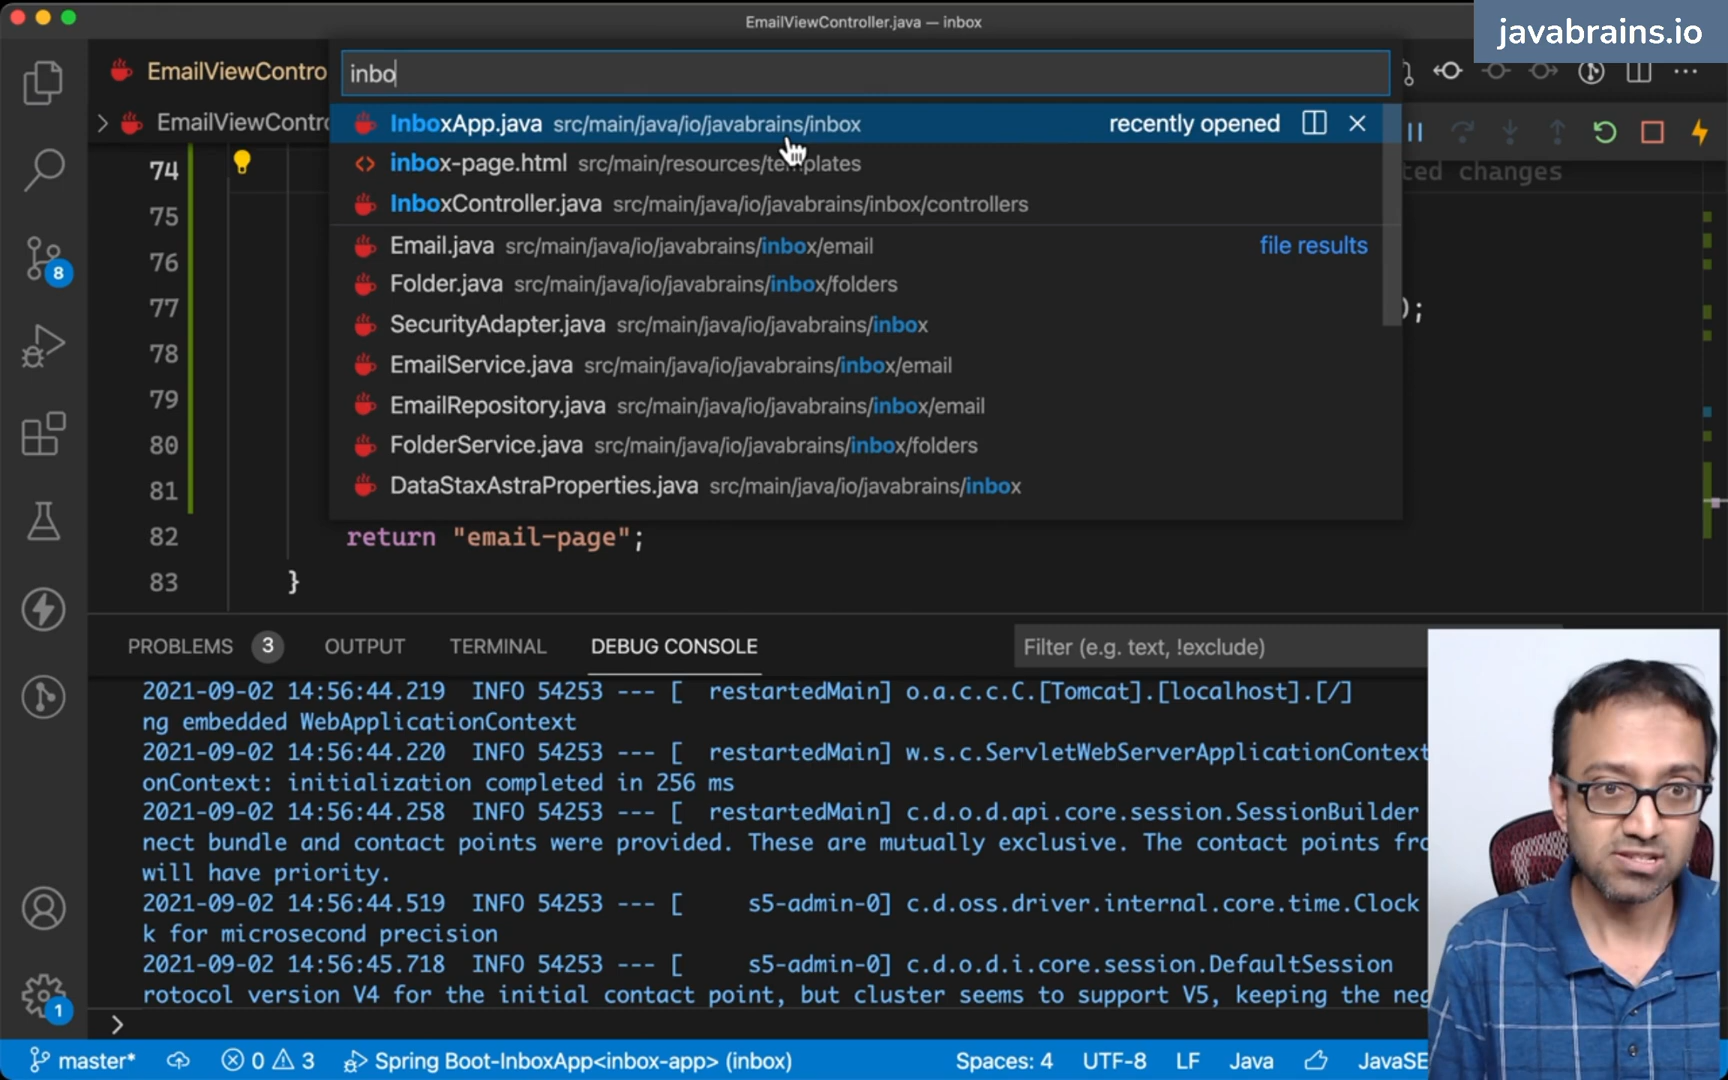 EmailViewController.java — inbox
javabrains.io
EmailViewContro
inbo
EmailViewContr
InboxApp.java src/main/java/io/javabrains/inbox recently opened
inbox-page.html src/main/resources/templates
InboxController.java src/main/java/io/javabrains/inbox/controllers
Email.java src/main/java/io/javabrains/inbox/email file results
Folder.java src/main/java/io/javabrains/inbox/folders
SecurityAdapter.java src/main/java/io/javabrains/inbox
EmailService.java src/main/java/io/javabrains/inbox/email
EmailRepository.java src/main/java/io/javabrains/inbox/email
FolderService.java src/main/java/io/javabrains/inbox/folders
DataStaxAstraProperties.java src/main/java/io/javabrains/inbox
74 ted changes
75
76
77 );
78
79
80
81
82 return "email-page";
83 }
8
1
PROBLEMS 3 OUTPUT TERMINAL DEBUG CONSOLE Filter (e.g. text, !exclude)
2021-09-02 14:56:44.219 INFO 54253 --- [ restartedMain] o.a.c.c.C.[Tomcat].[localhost].[/]
ng embedded WebApplicationContext
2021-09-02 14:56:44.220 INFO 54253 --- [ restartedMain] w.s.c.ServletWebServerApplicationContext
onContext: initialization completed in 256 ms
2021-09-02 14:56:44.258 INFO 54253 --- [ restartedMain] c.d.o.d.api.core.session.SessionBuilder
nect bundle and contact points were provided. These are mutually exclusive. The contact points fro
will have priority.
2021-09-02 14:56:44.519 INFO 54253 --- [ s5-admin-0] c.d.oss.driver.internal.core.time.Clock
k for microsecond precision
2021-09-02 14:56:45.718 INFO 54253 --- [ s5-admin-0] c.d.o.d.i.core.session.DefaultSession
rotocol version V4 for the initial contact point, but cluster seems to support V5, keeping the neg
master* 0 3 Spring Boot-InboxApp<inbox-app> (inbox) Spaces: 4 UTF-8 LF Java JavaSE